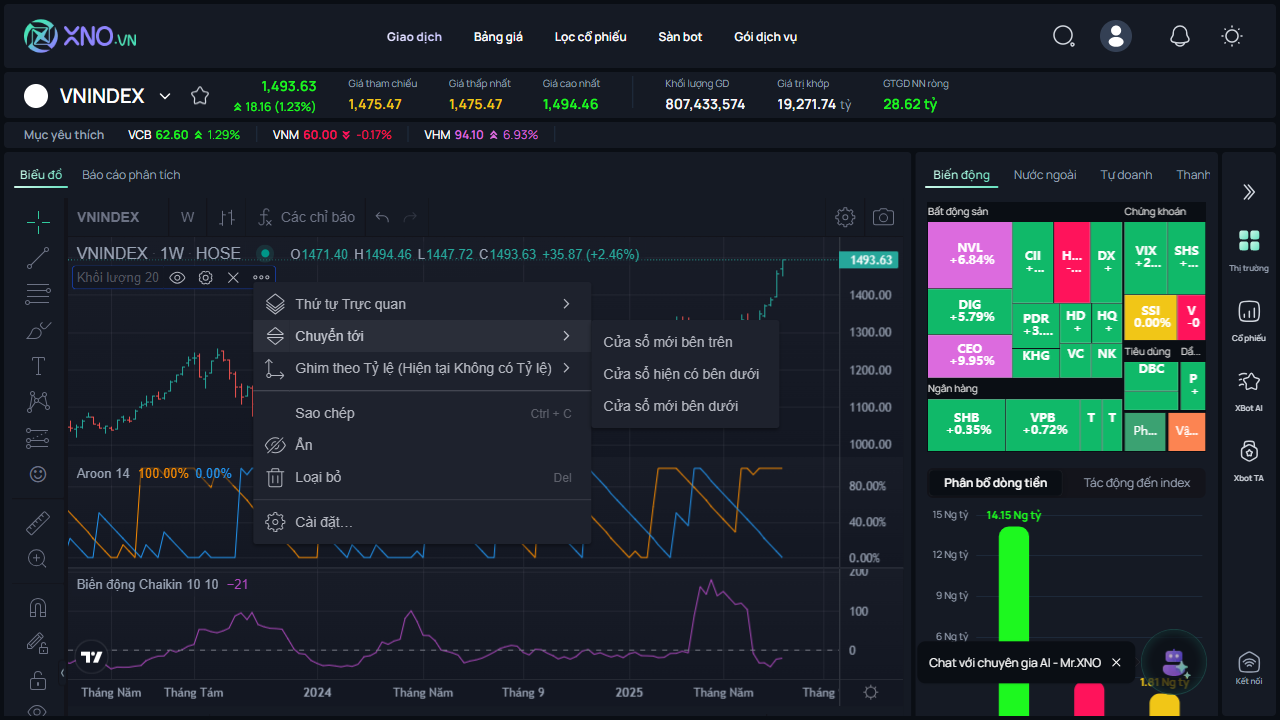 XNO.VN
Giao dịch
Bảng giá
Lọc cổ phiếu
Sàn bot
Gói dịch vụ
VNINDEX
1,493.63
18.16 (1.23%)
Giá tham chiếu
1,475.47
Giá thấp nhất
1,475.47
Giá cao nhất
1,494.46
Khối lượng GD
807,433,574
Giá trị khớp
19,271.74 tỷ
GTGD NN ròng
28.62 tỷ
Mục yêu thích
VCB 62.60 1.29%
VNM 60.00 -0.17%
VHM 94.10 6.93%
Biểu đồ
Báo cáo phân tích
VNINDEX
W
Các chỉ báo
VNINDEX · 1W · HOSE
O1471.40 H1494.46 L1447.72 C1493.63 +35.87 (+2.46%)
Khối lượng 20
Thứ tự Trực quan
Chuyển tới
Ghim theo Tỷ lệ (Hiện tại Không có Tỷ lệ)
Sao chép
Ctrl + C
Ẩn
Loại bỏ
Del
Cài đặt...
Cửa sổ mới bên trên
Cửa sổ hiện có bên dưới
Cửa sổ mới bên dưới
1493.63
1400.00
1300.00
1200.00
1100.00
1000.00
Aroon 14 100.00% 0.00%
80.00%
40.00%
0.00%
Biên động Chaikin 10 10 −21
200
100
0
Tháng Năm
Tháng Tám
2024
Tháng Năm
Tháng 9
2025
Tháng Năm
Tháng
Biến động
Nước ngoài
Tự doanh
Thanh
Bất động sản
NVL
+6.84%
DIG
+5.79%
CEO
+9.95%
CII
+...
H...
-...
DX
+
PDR
+3....
HD
+
HQ
+
KHG
VC
NK
Chứng khoán
VIX
+2...
SHS
+...
SSI
0.00%
V
-0
Tiêu dùng
DBC
Dầ...
P
+
Ngân hàng
SHB
+0.35%
VPB
+0.72%
T
T
Ph...
Vậ...
Phân bổ dòng tiền
Tác động đến index
15 Ng tỷ
12 Ng tỷ
9 Ng tỷ
6 Ng tỷ
14.15 Ng tỷ
1.81 Ng tỷ
Chat với chuyên gia AI - Mr.XNO
Thị trường
Cổ phiếu
XBot AI
Xbot TA
Kết nối